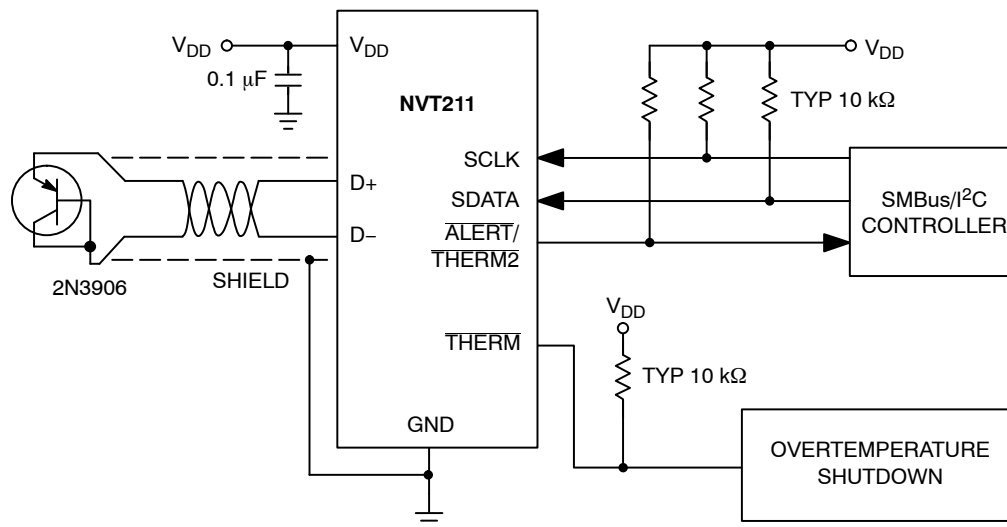 V_DD
V_DD
0.1 μF
NVT211
V_DD
TYP 10 kΩ
SCLK
SDATA
ALERT/
THERM2
SMBus/I²C
CONTROLLER
D+
D−
SHIELD
2N3906
V_DD
THERM
TYP 10 kΩ
GND
OVERTEMPERATURE
SHUTDOWN